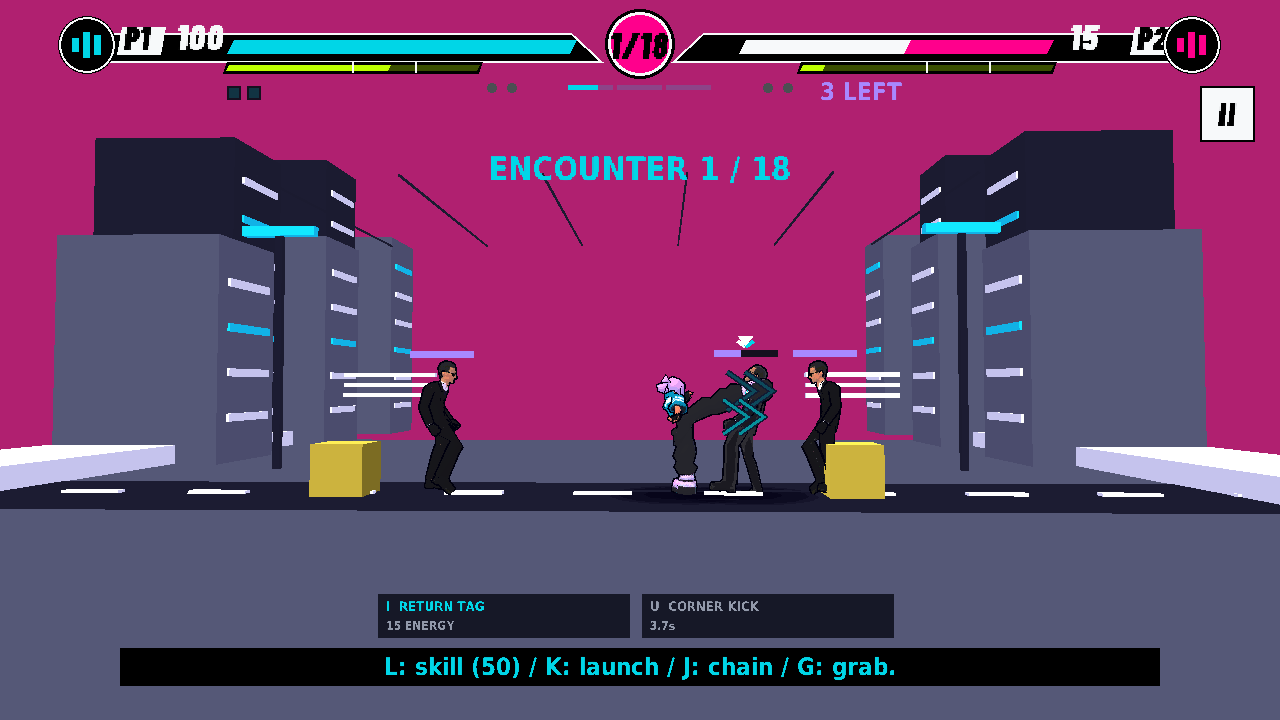 P1 100
1/18
15 P2
3 LEFT
ENCOUNTER 1 / 18
I RETURN TAG
15 ENERGY
U CORNER KICK
3.7s
L: skill (50) / K: launch / J: chain / G: grab.